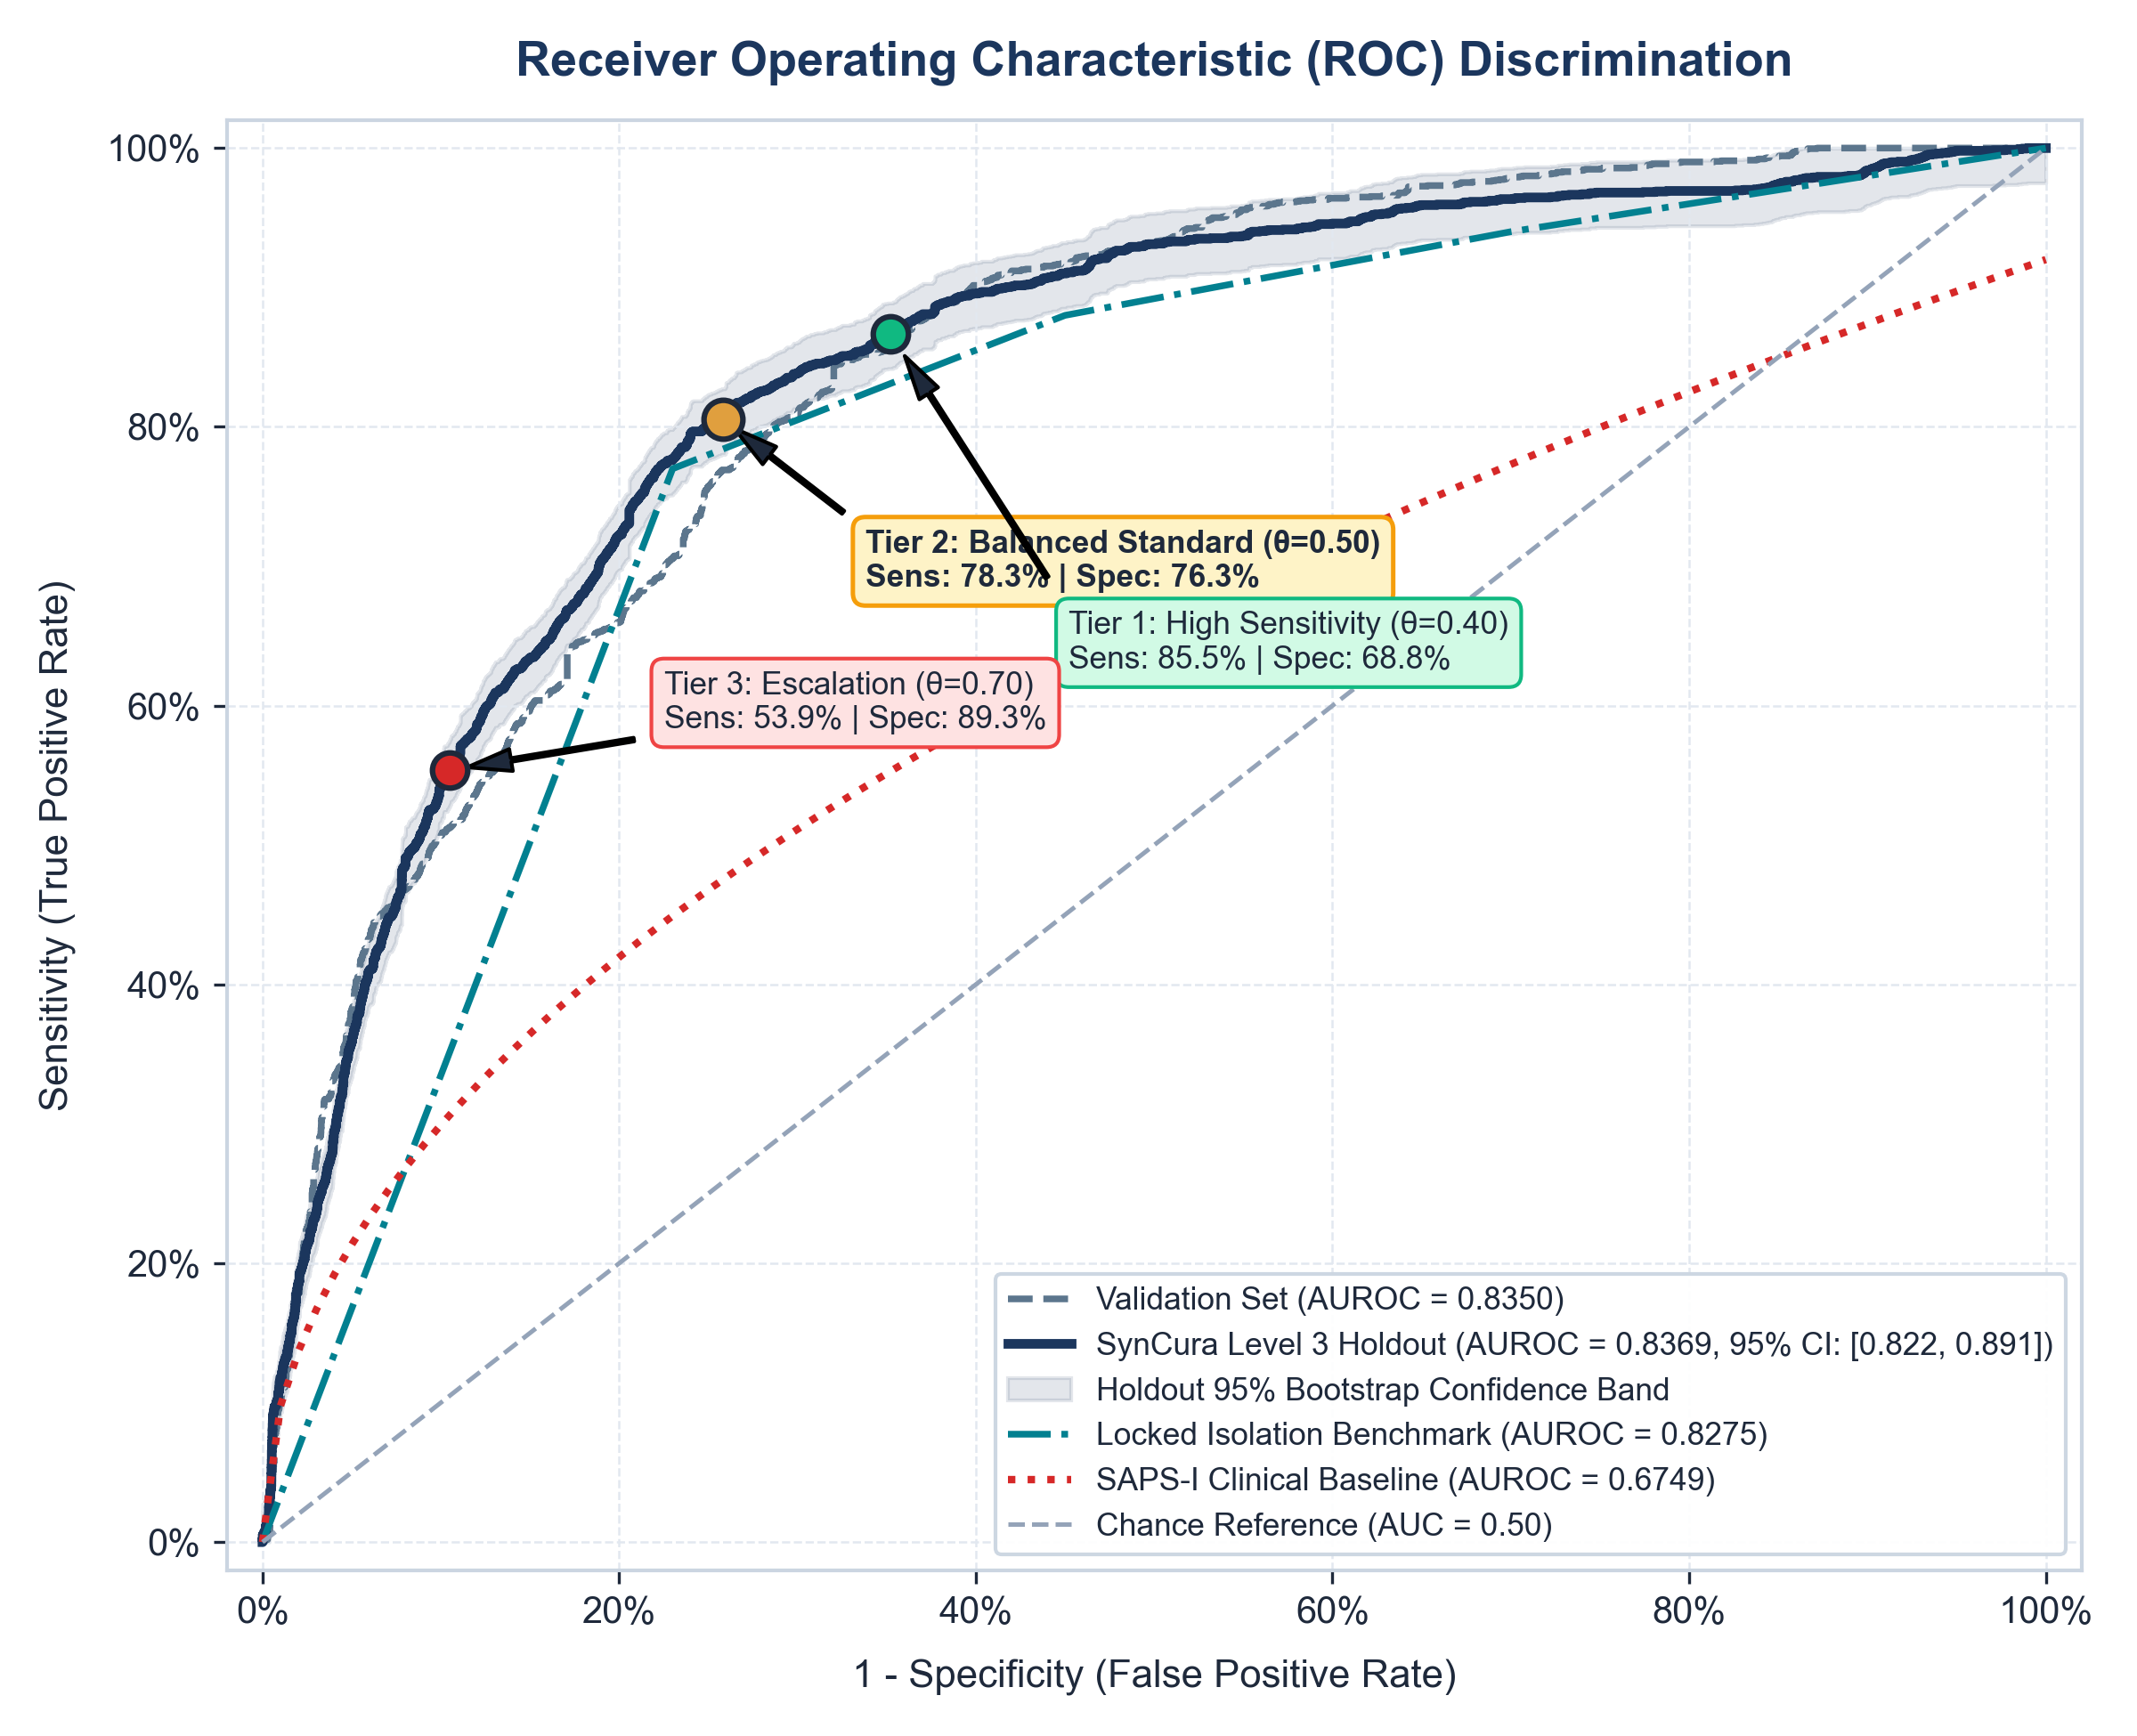 Receiver Operating Characteristic (ROC) Discrimination
Sensitivity (True Positive Rate)
100%
80%
60%
40%
20%
0%
Tier 2: Balanced Standard (θ=0.50)
Sens: 78.3% | Spec: 76.3%
Tier 1: High Sensitivity (θ=0.40)
Sens: 85.5% | Spec: 68.8%
Tier 3: Escalation (θ=0.70)
Sens: 53.9% | Spec: 89.3%
Validation Set (AUROC = 0.8350)
SynCura Level 3 Holdout (AUROC = 0.8369, 95% CI: [0.822, 0.891])
Holdout 95% Bootstrap Confidence Band
Locked Isolation Benchmark (AUROC = 0.8275)
SAPS-I Clinical Baseline (AUROC = 0.6749)
Chance Reference (AUC = 0.50)
0%
20%
40%
60%
80%
100%
1 - Specificity (False Positive Rate)